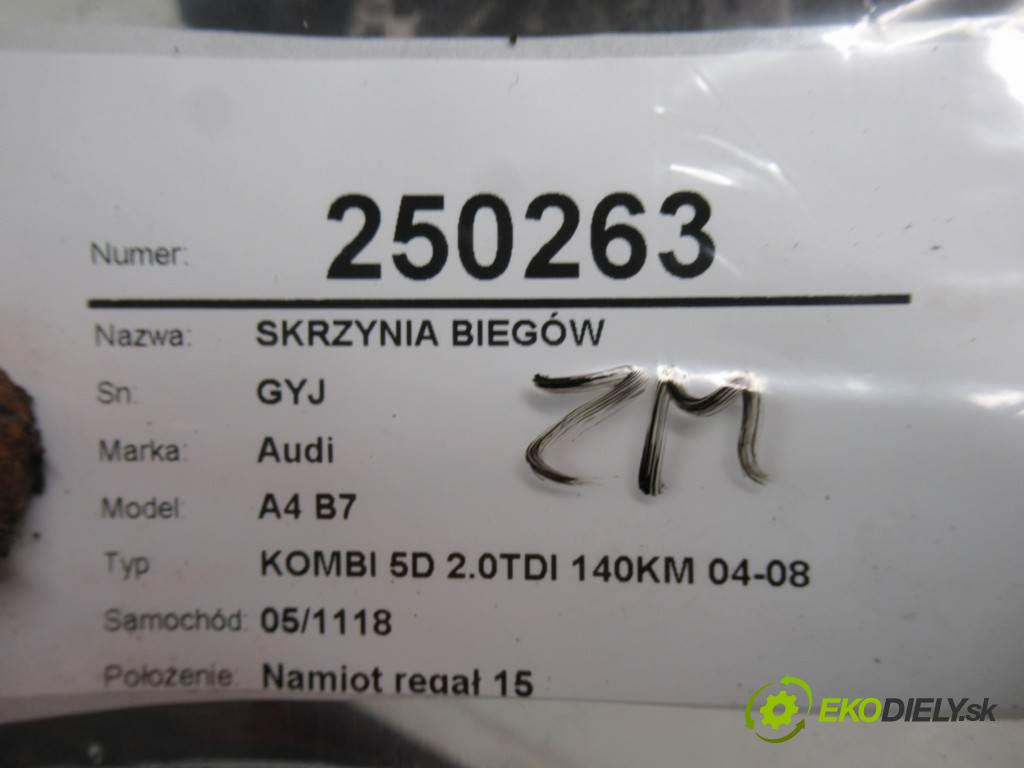 Numer: 250263
Nazwa: SKRZYNIA BIEGÓW
Sn: GYJ
ZM
Marka: Audi
Model: A4 B7
Typ KOMBI 5D 2.0TDI 140KM 04-08
Samochód: 05/1118
Położenie: Namiot regał 15
EKODIELY.sk